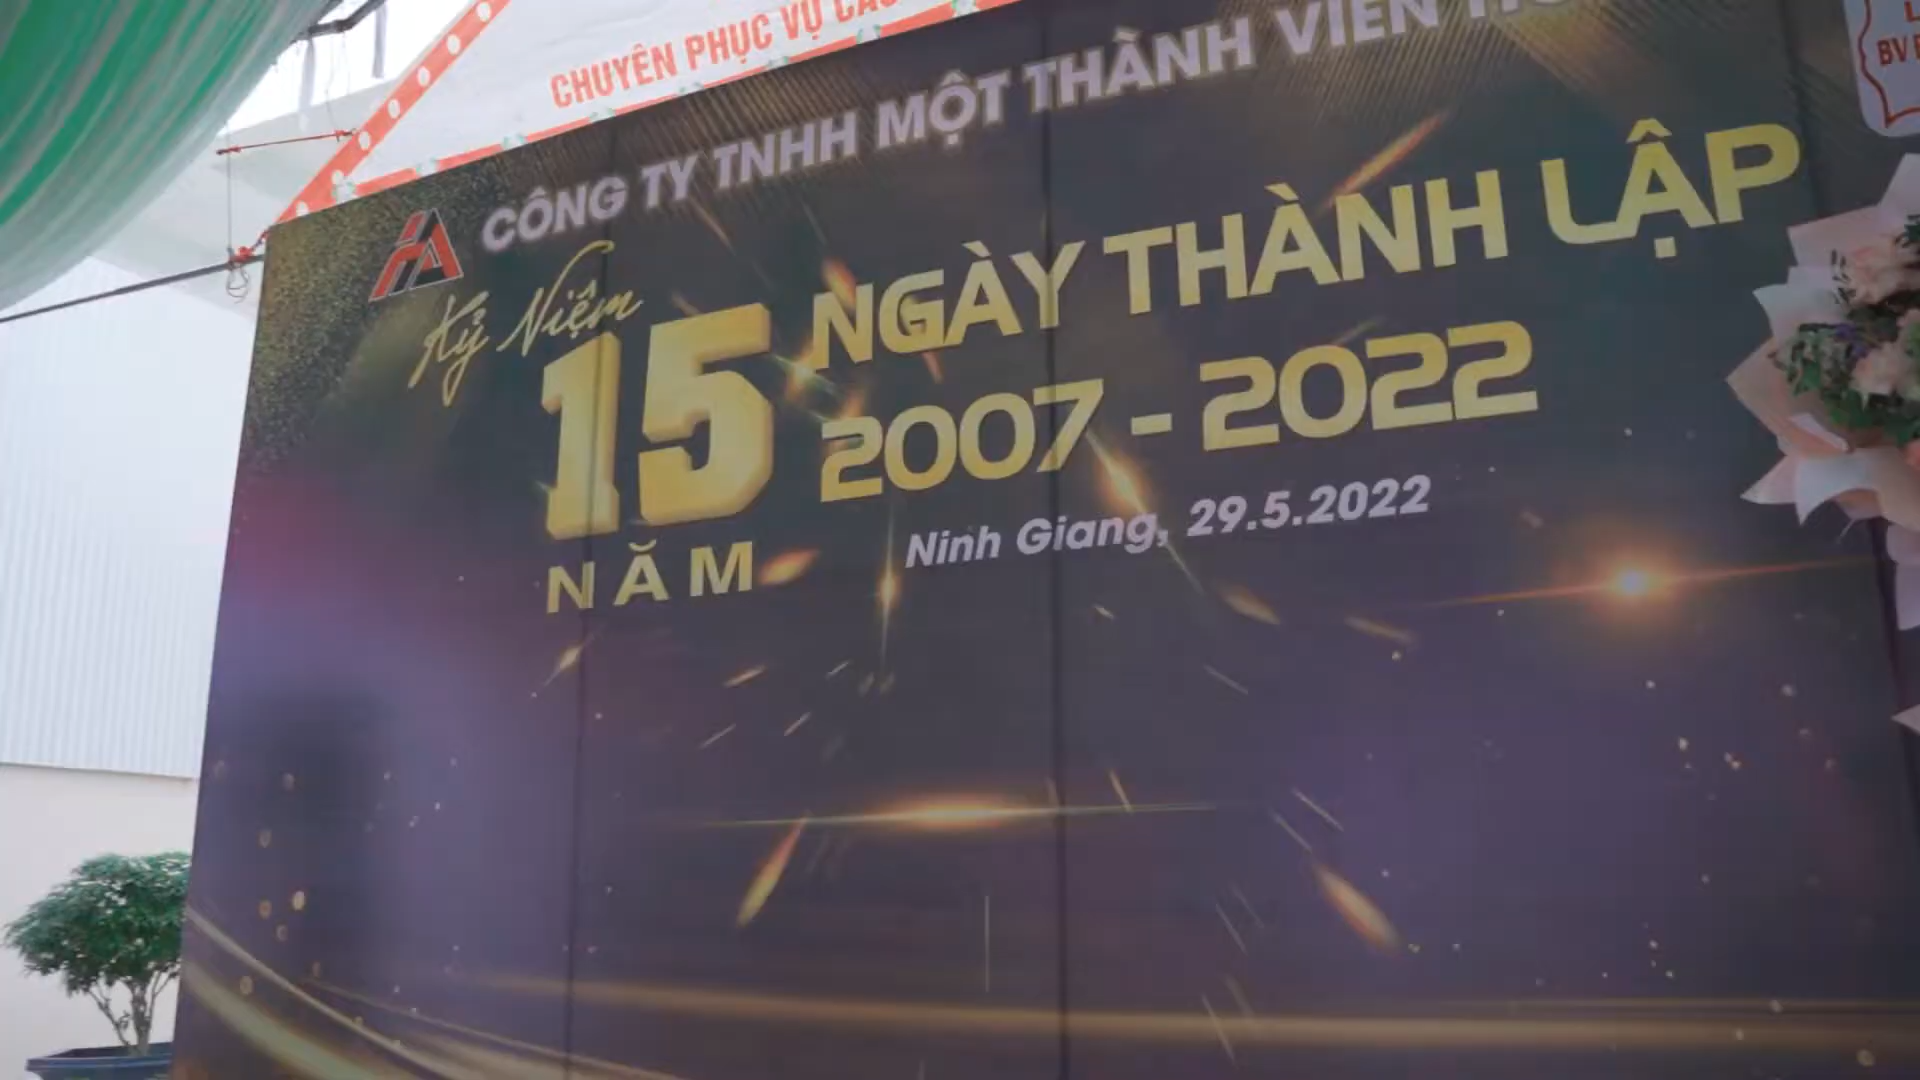 CHUYÊN PHỤC VỤ
CÔNG TY TNHH MỘT THÀNH VIÊN
Kỷ Niệm
15
NĂM
NGÀY THÀNH LẬP
2007 - 2022
Ninh Giang, 29.5.2022
BV